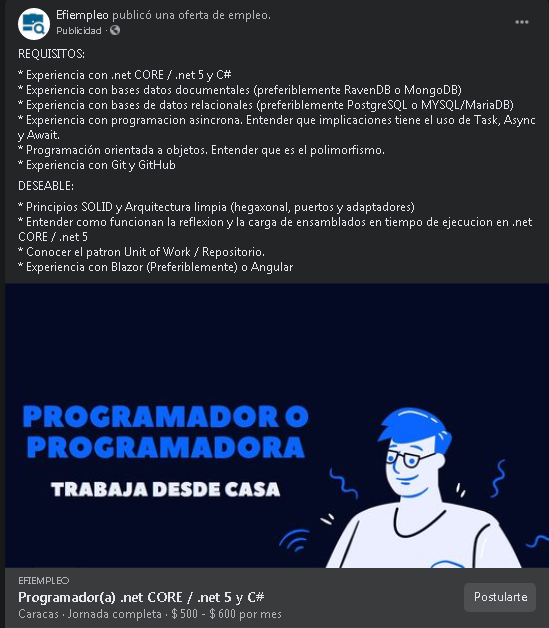 Efiempleo publicó una oferta de empleo.
Publicidad ·
REQUISITOS:
* Experiencia con .net CORE / .net 5 y C#
* Experiencia con bases datos documentales (preferiblemente RavenDB o MongoDB)
* Experiencia con bases de datos relacionales (preferiblemente PostgreSQL o MYSQL/MariaDB)
* Experiencia con programacion asincrona. Entender que implicaciones tiene el uso de Task, Async
y Await.
* Programación orientada a objetos. Entender que es el polimorfismo.
* Experiencia con Git y GitHub
DESEABLE:
* Principios SOLID y Arquitectura limpia (hegaxonal, puertos y adaptadores)
* Entender como funcionan la reflexion y la carga de ensamblados en tiempo de ejecucion en .net
CORE / .net 5
* Conocer el patron Unit of Work / Repositorio.
* Experiencia con Blazor (Preferiblemente) o Angular
PROGRAMADOR O
PROGRAMADORA
TRABAJA DESDE CASA
EFIEMPLEO
Programador(a) .net CORE / .net 5 y C#
Caracas · Jornada completa · $ 500 - $ 600 por mes
Postularte